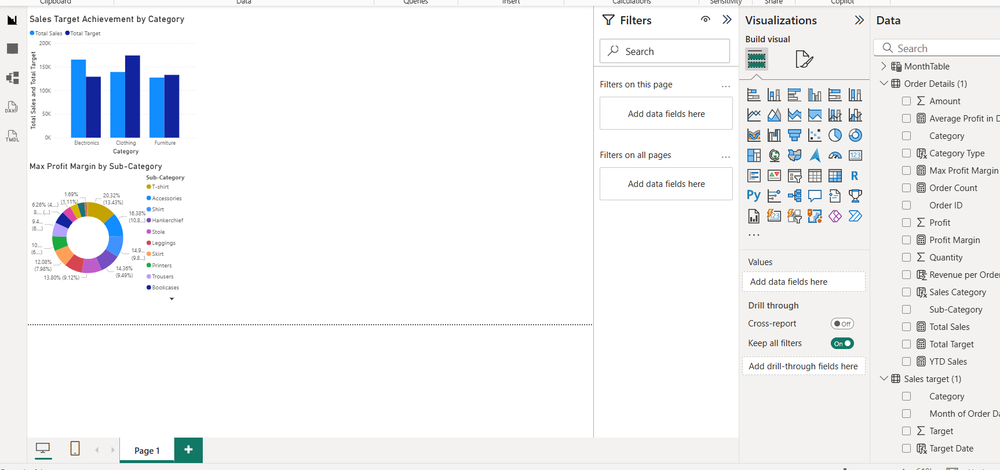 Clipboard
Data
Queries
Insert
Calculations
Sensitivity
Share
Copilot
DAX
TMDL
Sales Target Achievement by Category
Total Sales Total Target
200K
150K
100K
50K
0K
Total Sales and Total Target
Electronics Clothing Furniture
Category
Max Profit Margin by Sub-Category
Sub-Category
T-shirt
Accessories
Shirt
Hankerchief
Stole
Leggings
Skirt
Printers
Trousers
Bookcases
20.32%
(13.43%)
16.38%
(10.8...)
14.9...
(9.8...)
14.36%
(9.49%)
13.80% (9.12%)
12.08%
(7.98%)
10....
(6....)
9.4...
(6....)
8.... (...)
6.26% (4....)
1.69%
(1.11%)
Page 1
Filters
Search
Filters on this page
...
Add data fields here
Filters on all pages
...
Add data fields here
Visualizations
Build visual
123
R
Py
123
...
Values
Add data fields here
Drill through
Cross-report
Off
Keep all filters
On
Add drill-through fields here
Data
Search
MonthTable
Order Details (1)
Amount
Average Profit in D
Category
Category Type
Max Profit Margin
Order Count
Order ID
Profit
Profit Margin
Quantity
Revenue per Order
Sales Category
Sub-Category
Total Sales
Total Target
YTD Sales
Sales target (1)
Category
Month of Order Da
Target
Target Date
61%